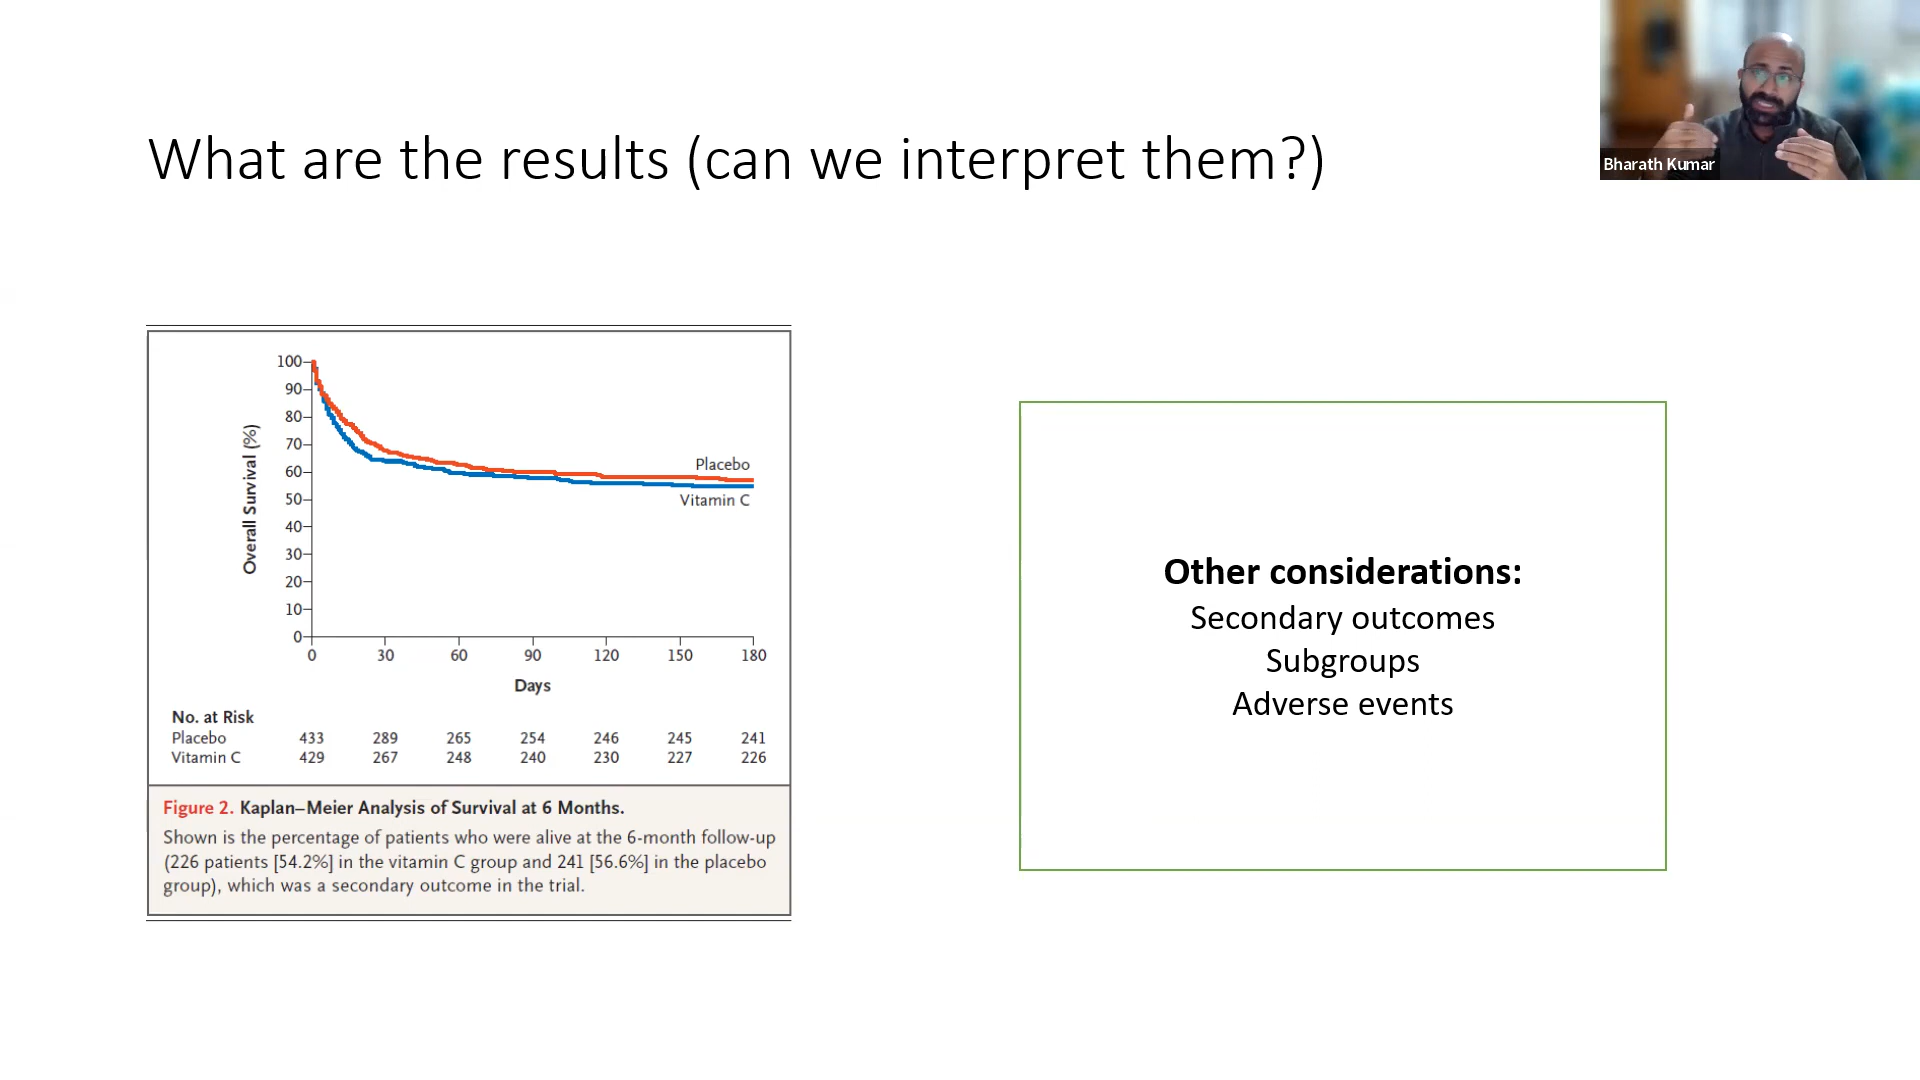 What are the results (can we interpret them?)
Bharath Kumar
100
90
80
70
60
50
40
30
20
10
0
Overall Survival (%)
Placebo
Vitamin C
0 30 60 90 120 150 180
Days
No. at Risk
Placebo 433 289 265 254 246 245 241
Vitamin C 429 267 248 240 230 227 226
Figure 2. Kaplan–Meier Analysis of Survival at 6 Months.
Shown is the percentage of patients who were alive at the 6-month follow-up
(226 patients [54.2%] in the vitamin C group and 241 [56.6%] in the placebo
group), which was a secondary outcome in the trial.
Other considerations:
Secondary outcomes
Subgroups
Adverse events